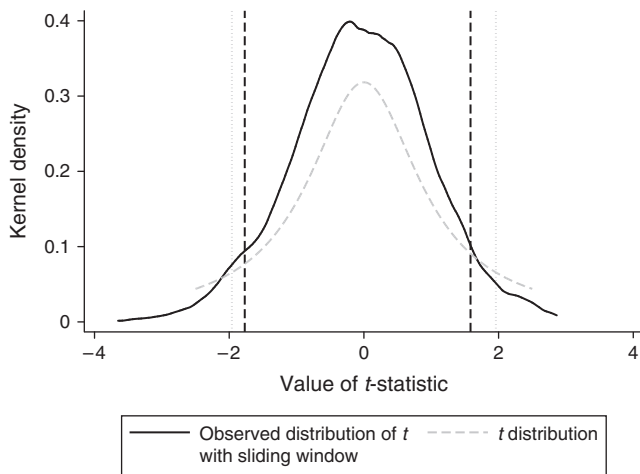 0.4
0.3
0.2
0.1
0
Kernel density
−4 −2 0 2 4
Value of t-statistic
Observed distribution of t with sliding window
t distribution